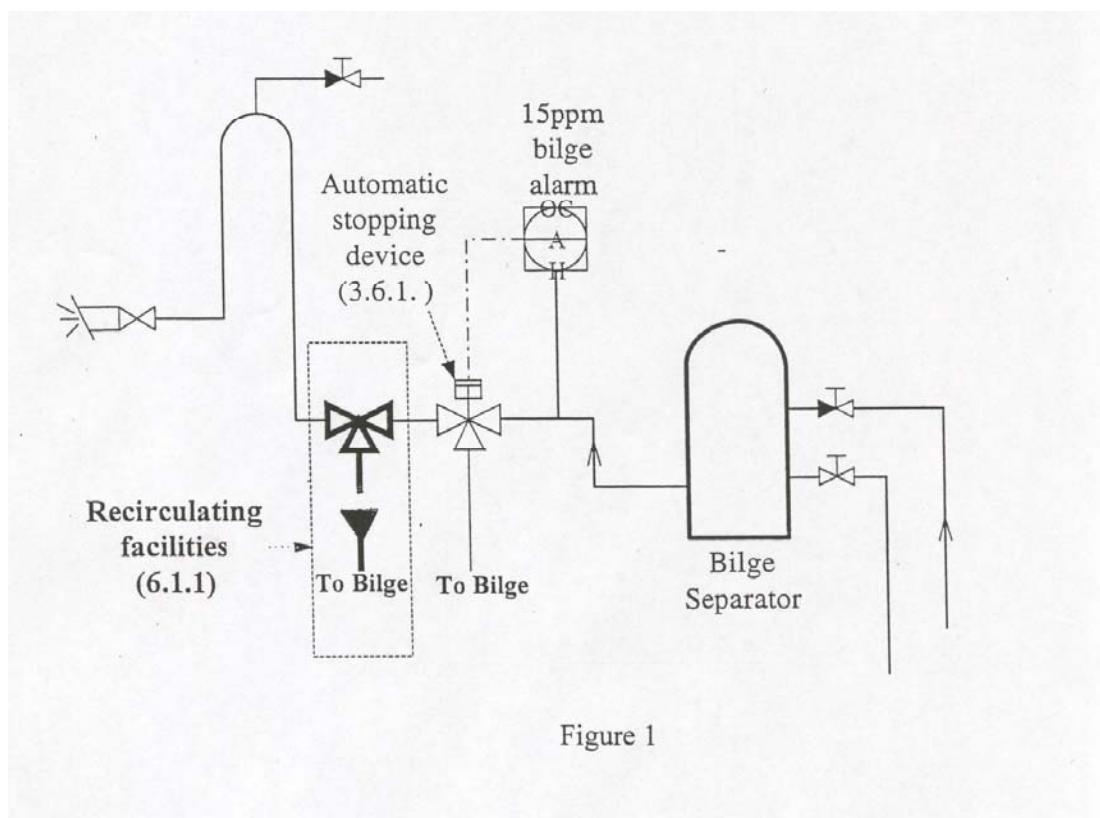 15ppm
bilge
alarm
OC
A
H
Automatic
stopping
device
(3.6.1. )
Recirculating
facilities
(6.1.1)
To Bilge
To Bilge
Bilge
Separator
Figure 1